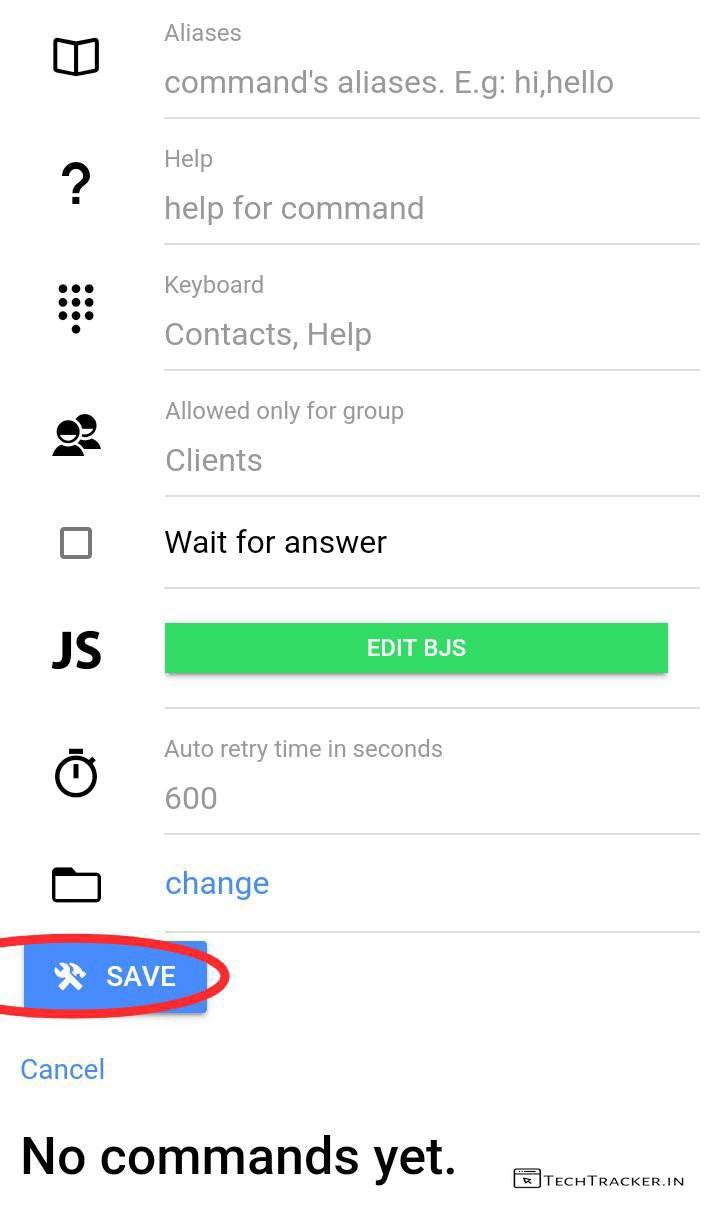 Aliases
command's aliases. E.g: hi,hello
Help
help for command
Keyboard
Contacts, Help
Allowed only for group
Clients
Wait for answer
JS
EDIT BJS
Auto retry time in seconds
600
change
SAVE
Cancel
No commands yet.
TECHTRACKER.IN